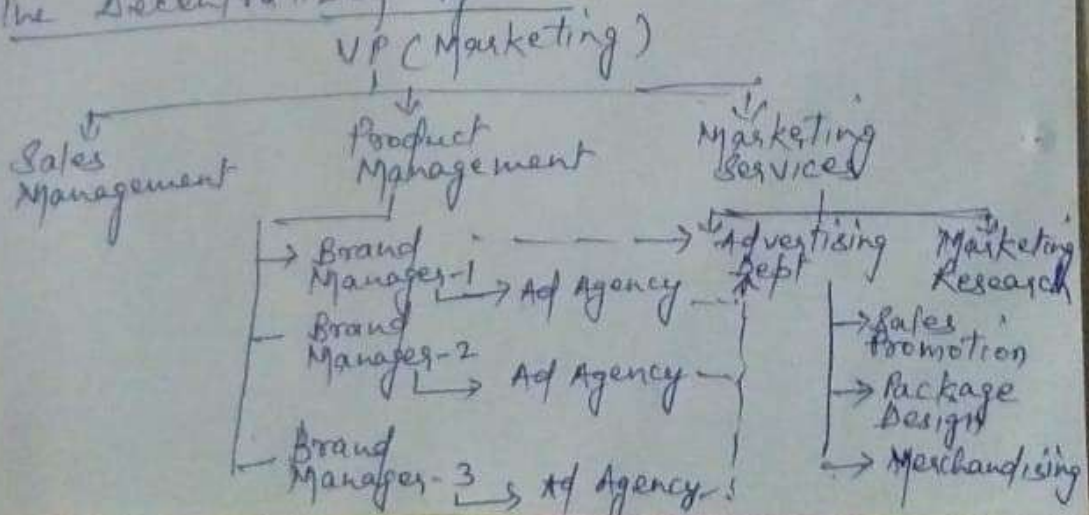 The
VP (Marketing)
Sales
Management
Product
Management
Marketing
Services
Brand
Manager-1
Ad Agency
Brand
Manager-2
Ad Agency
Brand
Manager-3
Ad Agency
Advertising
Dept
Marketing
Research
Sales
Promotion
Package
Design
Merchandising